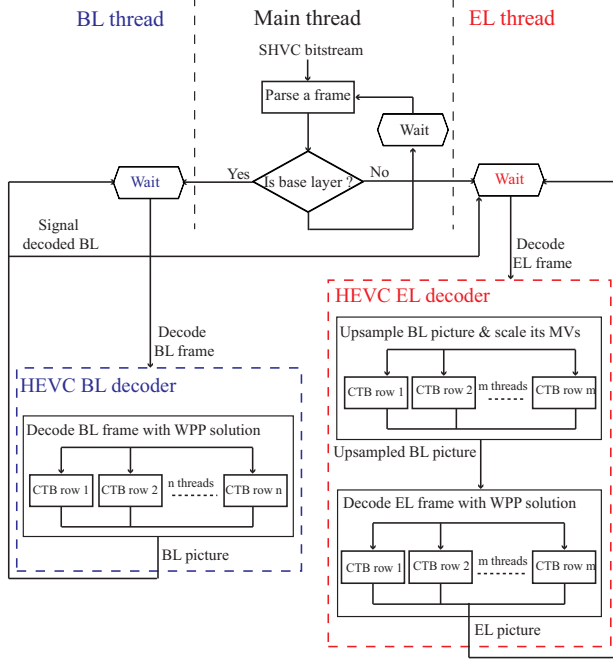 BL thread
Main thread
EL thread
SHVC bitstream
Parse a frame
Wait
Is base layer ?
Yes
No
Wait
Wait
Signal
decoded BL
Decode
EL frame
Decode
BL frame
HEVC BL decoder
Decode BL frame with WPP solution
CTB row 1
CTB row 2
n threads
CTB row n
BL picture
HEVC EL decoder
Upsample BL picture & scale its MVs
CTB row 1
CTB row 2
m threads
CTB row m
Upsampled BL picture
Decode EL frame with WPP solution
CTB row 1
CTB row 2
m threads
CTB row m
EL picture